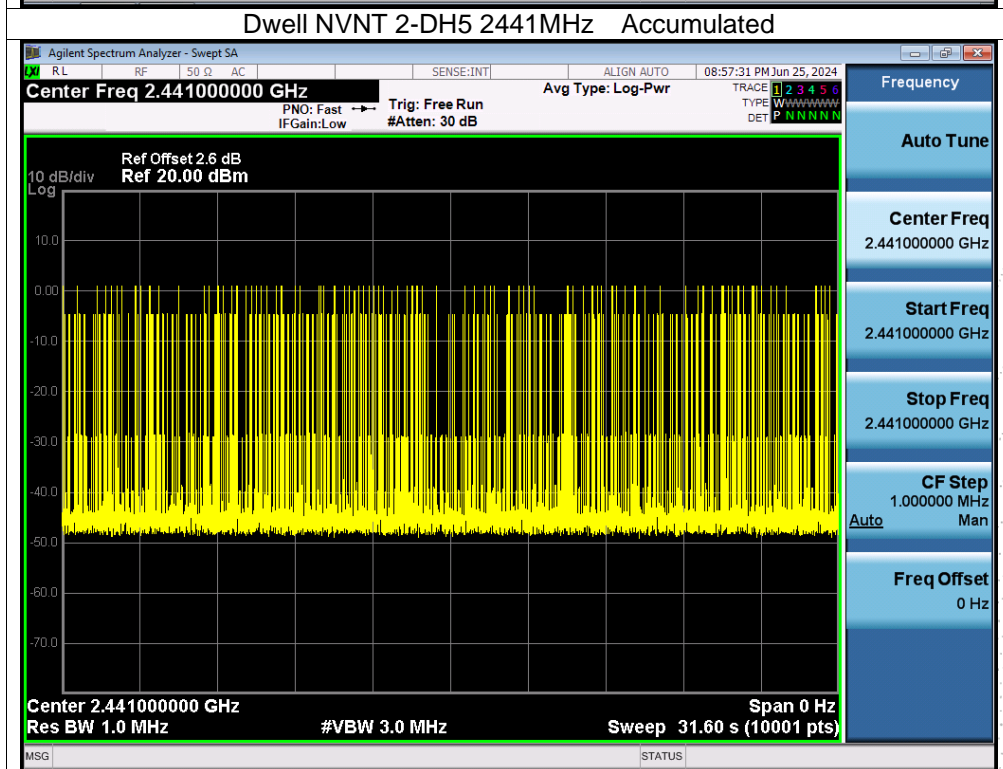 Dwell NVNT 2-DH5 2441MHz Accumulated
Agilent Spectrum Analyzer - Swept SA
LXI RL RF 50 Ω AC SENSE:INT ALIGN AUTO 08:57:31 PM Jun 25, 2024
Center Freq 2.441000000 GHz
PNO: Fast
IFGain:Low
Trig: Free Run
#Atten: 30 dB
Avg Type: Log-Pwr
TRACE 1 2 3 4 5 6
TYPE WWWWWW
DET P N N N N N
Ref Offset 2.6 dB
10 dB/div Ref 20.00 dBm
Log
10.0
0.00
-10.0
-20.0
-30.0
-40.0
-50.0
-60.0
-70.0
Center 2.441000000 GHz Span 0 Hz
Res BW 1.0 MHz #VBW 3.0 MHz Sweep 31.60 s (10001 pts)
MSG STATUS
Frequency
Auto Tune
Center Freq
2.441000000 GHz
Start Freq
2.441000000 GHz
Stop Freq
2.441000000 GHz
CF Step
1.000000 MHz
Auto Man
Freq Offset
0 Hz